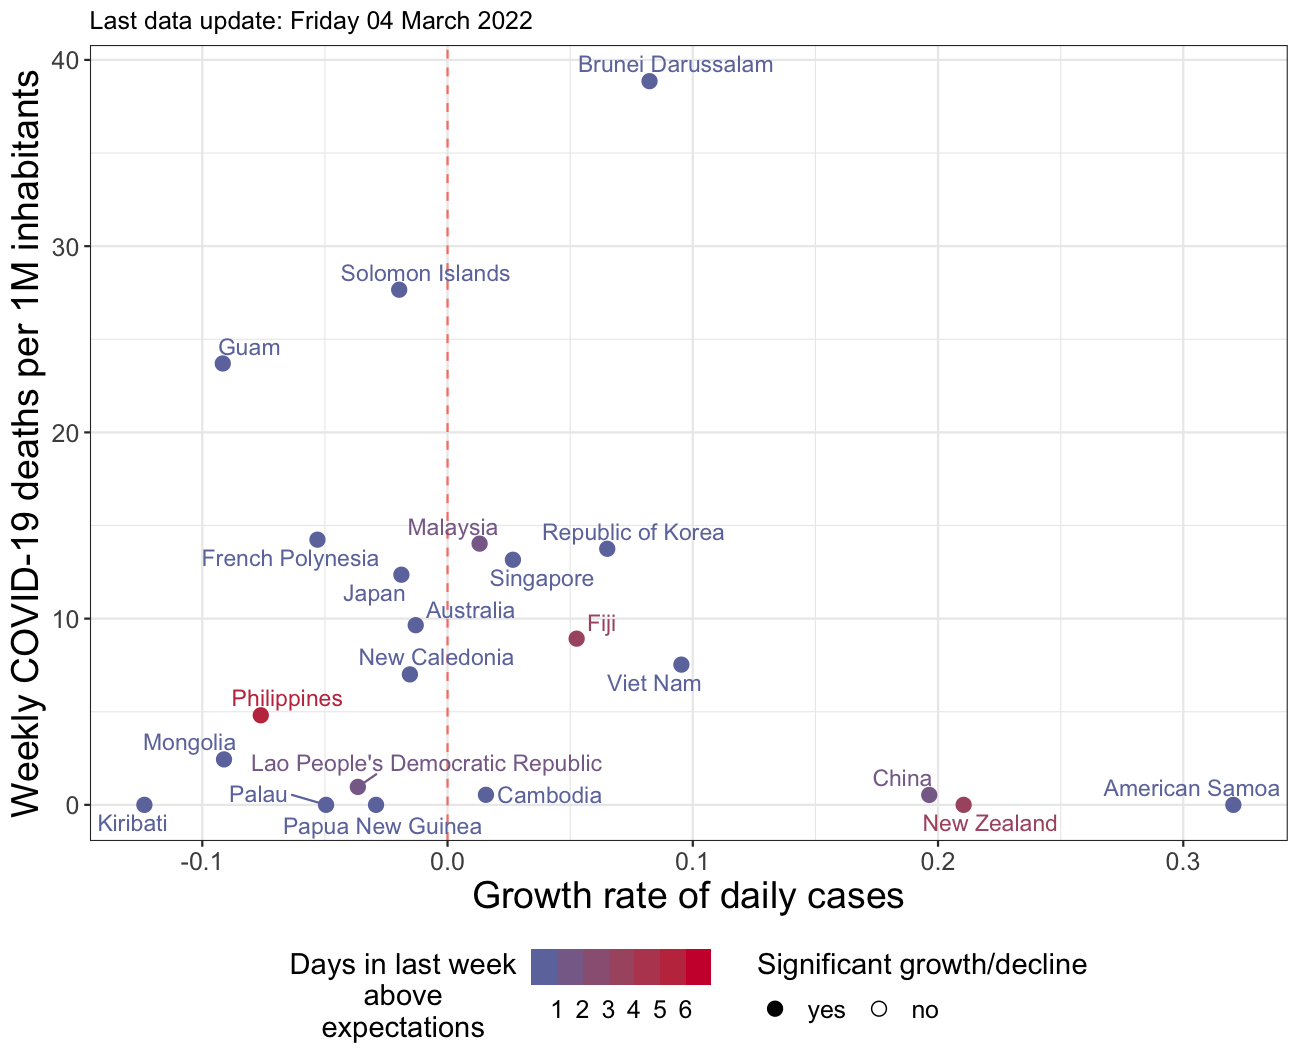 Last data update: Friday 04 March 2022
Weekly COVID-19 deaths per 1M inhabitants
40
30
20
10
0
Brunei Darussalam
Solomon Islands
Guam
Malaysia
Republic of Korea
French Polynesia
Singapore
Japan
Australia
Fiji
New Caledonia
Viet Nam
Philippines
Mongolia
Lao People's Democratic Republic
China
American Samoa
Palau
Cambodia
Kiribati
Papua New Guinea
New Zealand
-0.1 0.0 0.1 0.2 0.3
Growth rate of daily cases
Days in last week
above
expectations
1 2 3 4 5 6
Significant growth/decline
yes no